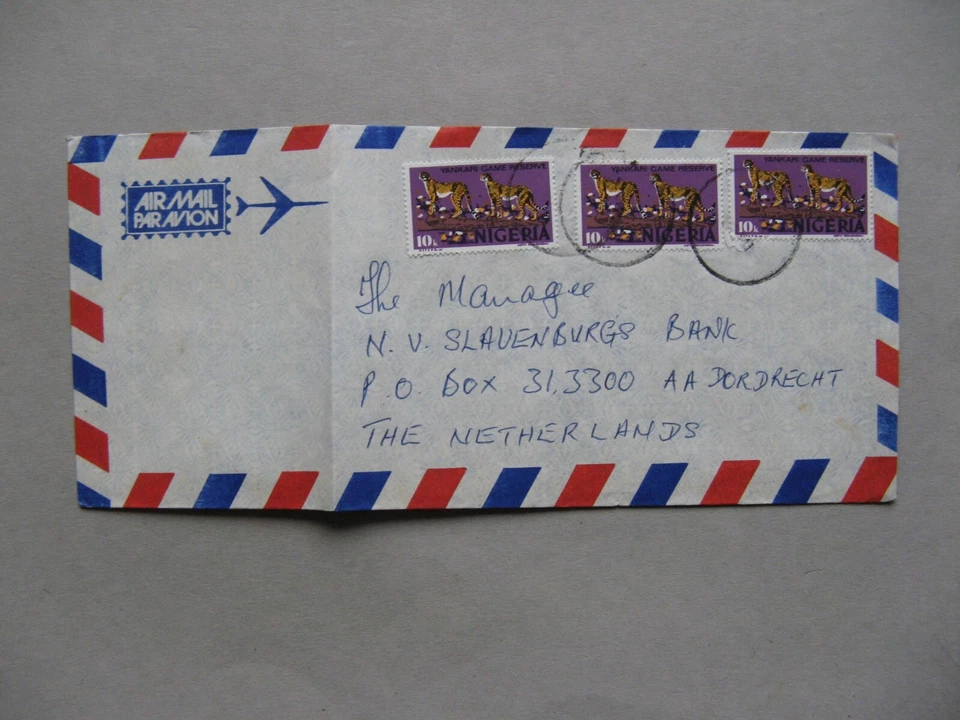 AIR MAIL
PAR AVION
YANKARI GAME RESERVE
10k NIGERIA
YANKARI GAME RESERVE
10k NIGERIA
YANKARI GAME RESERVE
10k NIGERIA
The Manager
N. V. SLAVENBURG'S BANK
P. O. BOX 31, 3300 AA DORDRECHT
THE NETHERLANDS